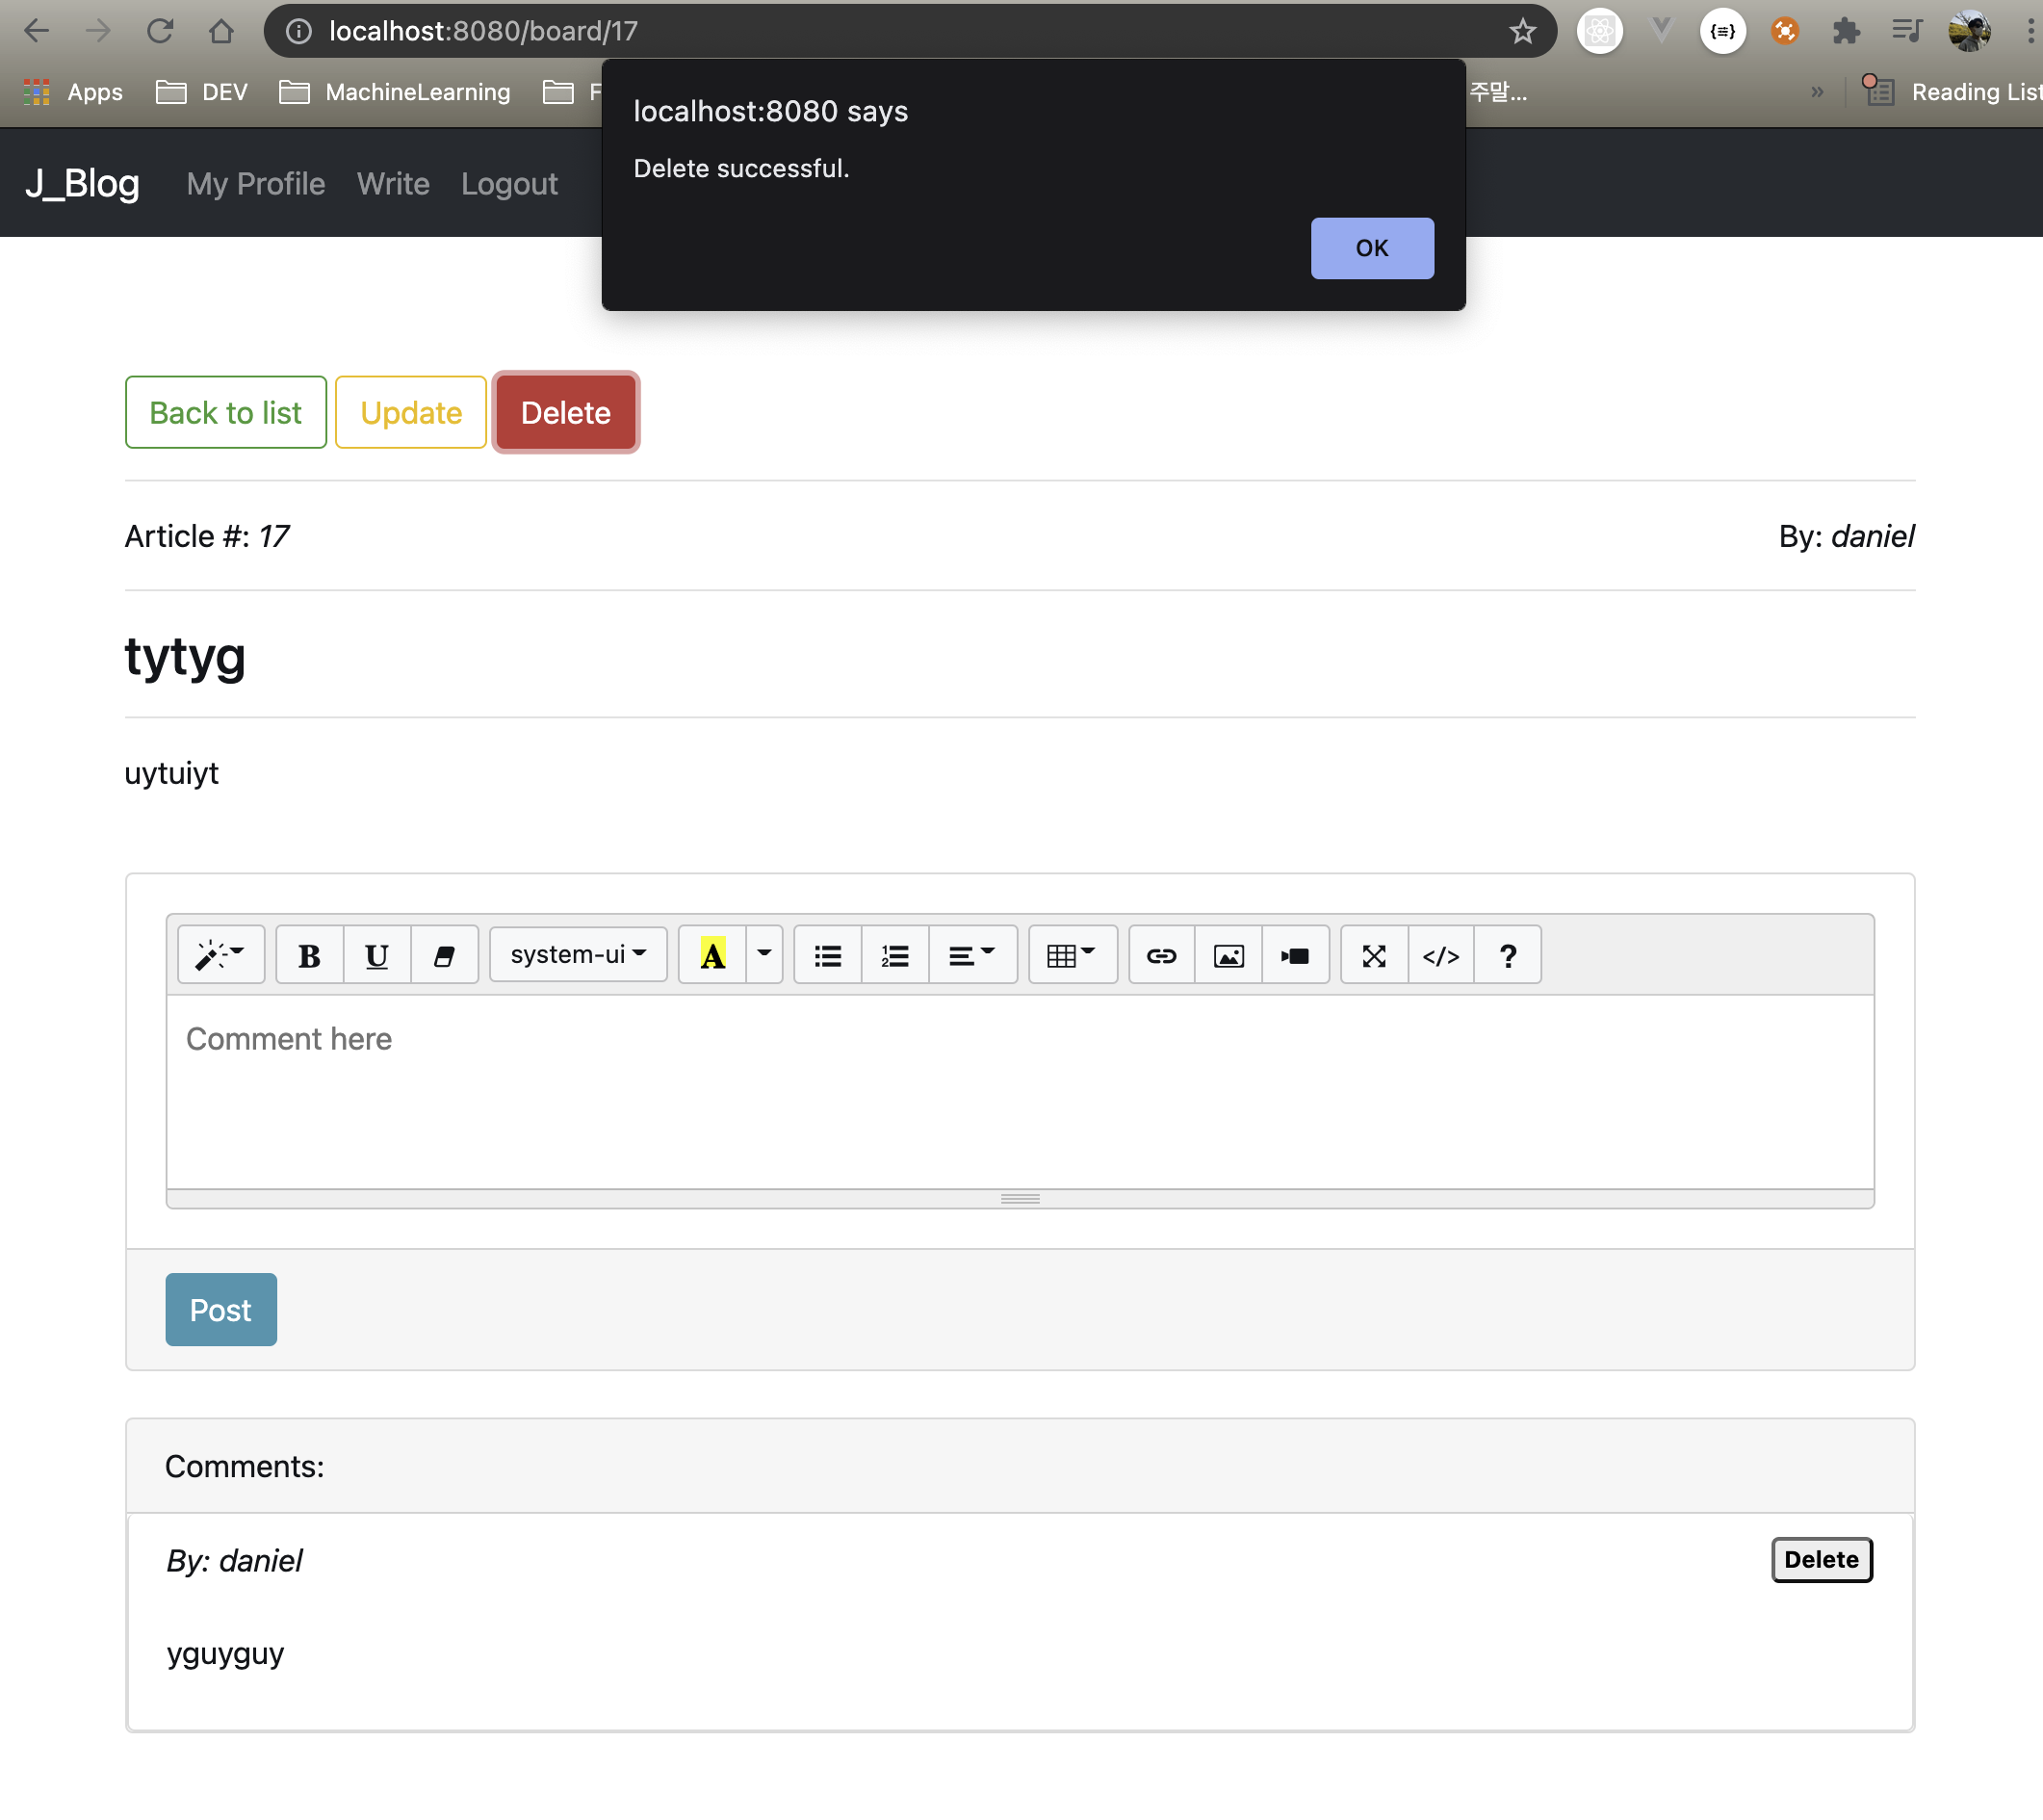 localhost:8080/board/17
Apps DEV MachineLearning F 주말... » Reading List
localhost:8080 says
Delete successful.
OK
J_Blog My Profile Write Logout
Back to list Update Delete
Article #: 17 By: daniel
tytyg
uytuiyt
B U system-ui A </> ?
Comment here
Post
Comments:
By: daniel Delete
yguyguy